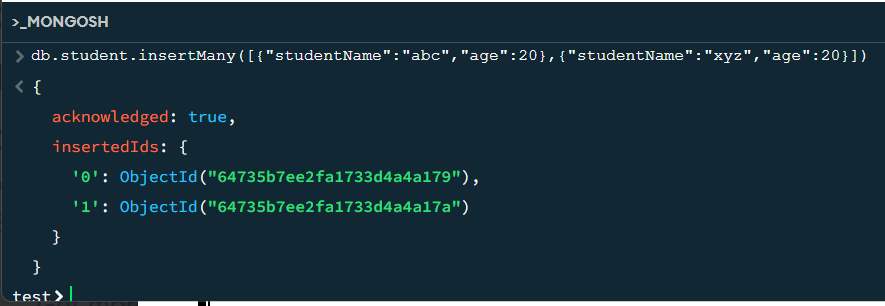 >_MONGOSH
> db.student.insertMany([{"studentName":"abc","age":20},{"studentName":"xyz","age":20}])
< {
acknowledged: true,
insertedIds: {
'0': ObjectId("64735b7ee2fa1733d4a4a179"),
'1': ObjectId("64735b7ee2fa1733d4a4a17a")
}
}
test>